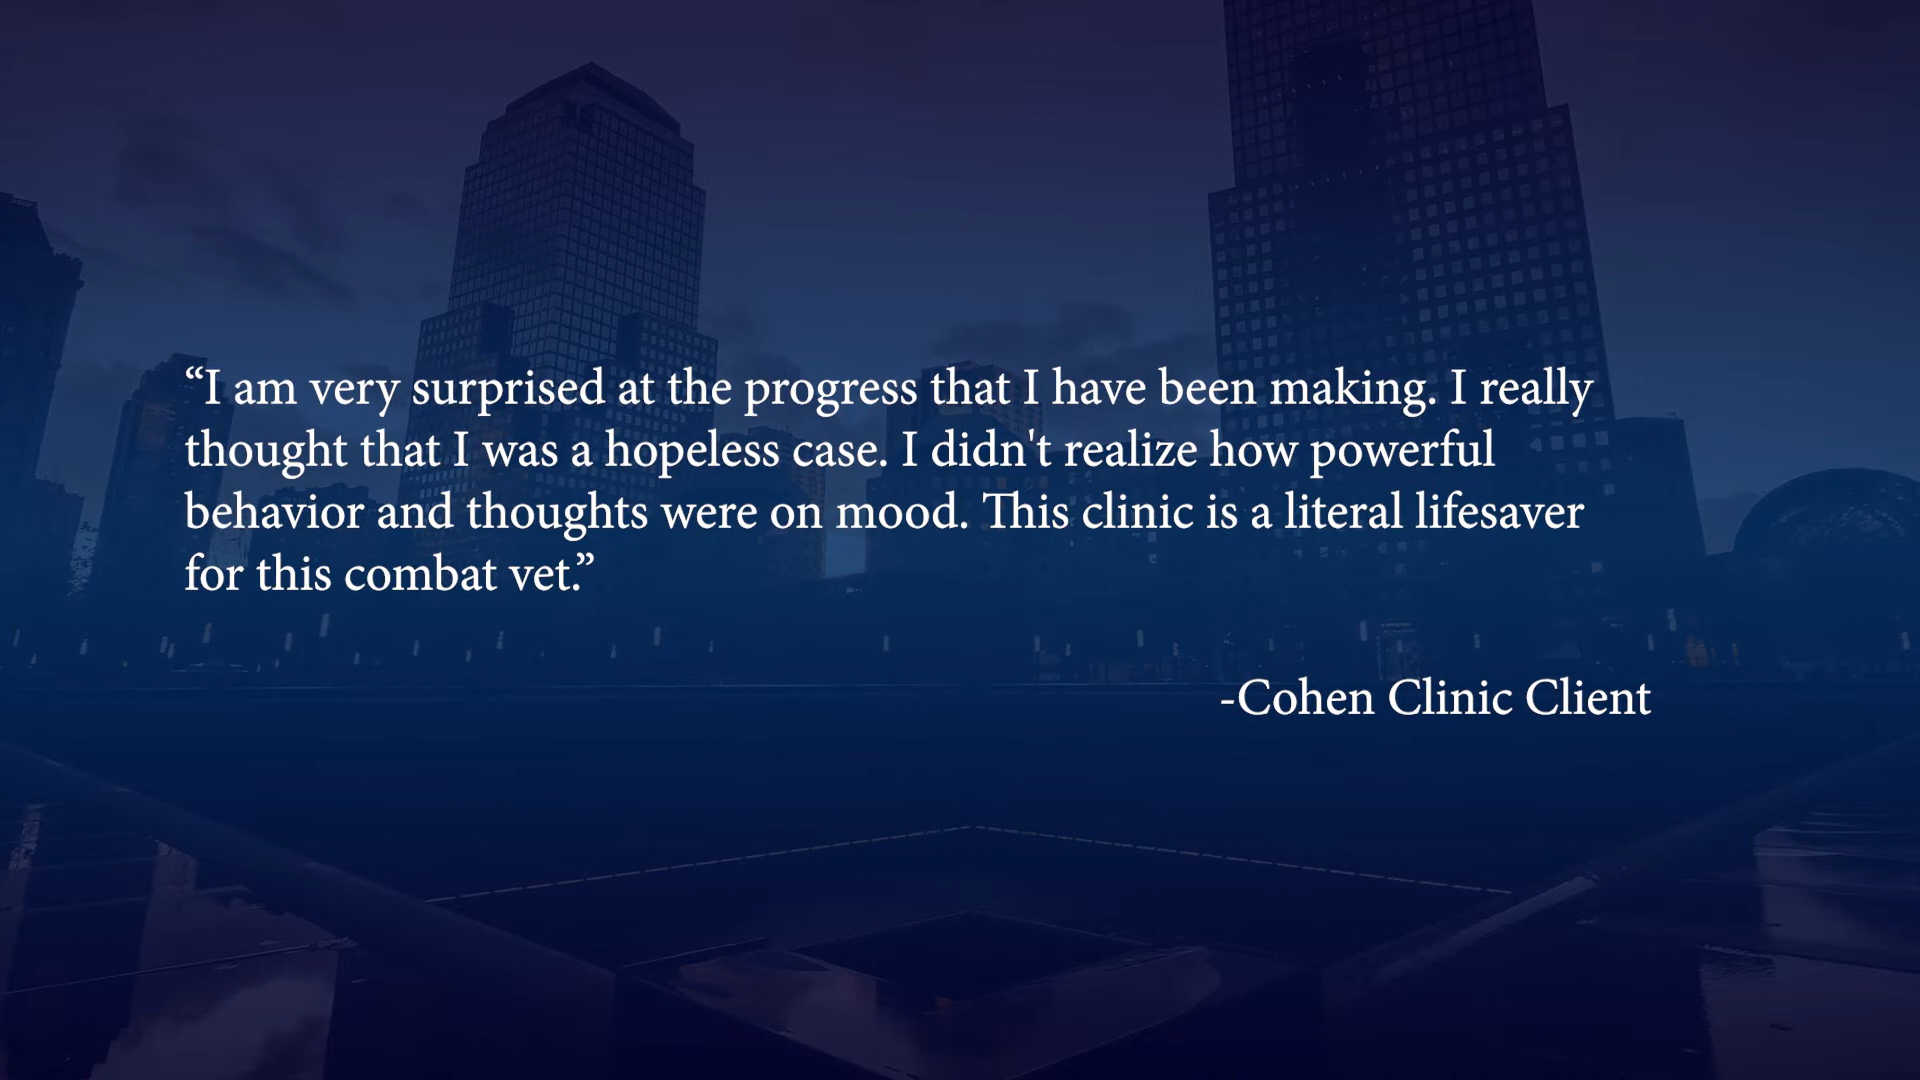 “I am very surprised at the progress that I have been making. I really
thought that I was a hopeless case. I didn't realize how powerful
behavior and thoughts were on mood. This clinic is a literal lifesaver
for this combat vet.”
-Cohen Clinic Client